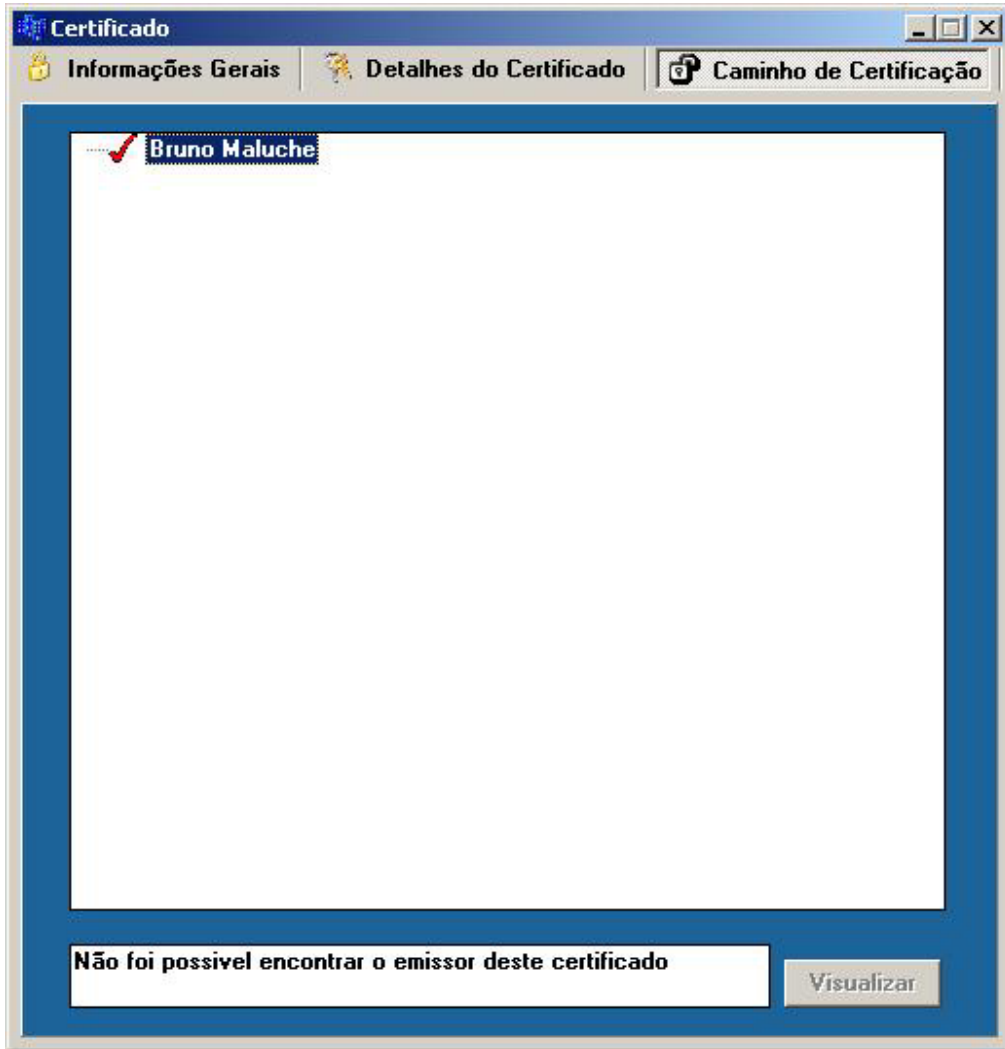 Certificado
Informações Gerais
Detalhes do Certificado
Caminho de Certificação
Bruno Maluche
Não foi possivel encontrar o emissor deste certificado
Visualizar